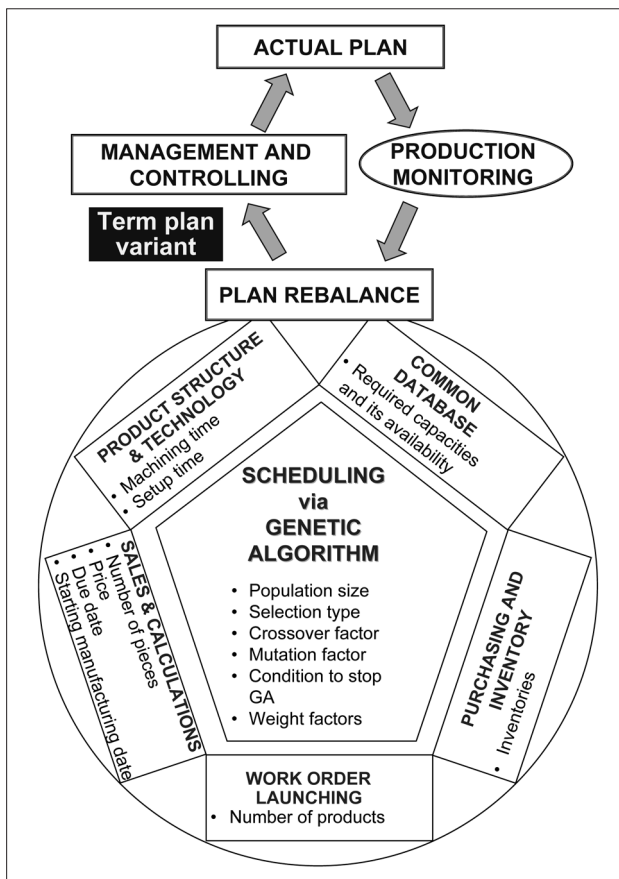 ACTUAL PLAN
MANAGEMENT AND
CONTROLLING
PRODUCTION
MONITORING
Term plan
variant
PLAN REBALANCE
PRODUCT STRUCTURE
& TECHNOLOGY
• Machining time
• Setup time
COMMON
DATABASE
• Required capacities
and its availability
SCHEDULING
via
GENETIC
ALGORITHM
• Population size
• Selection type
• Crossover factor
• Mutation factor
• Condition to stop
GA
• Weight factors
SALES & CALCULATIONS
• Number of pieces
• Price
• Due date
• Starting manufacturing date
PURCHASING AND
INVENTORY
• Inventories
WORK ORDER
LAUNCHING
• Number of products